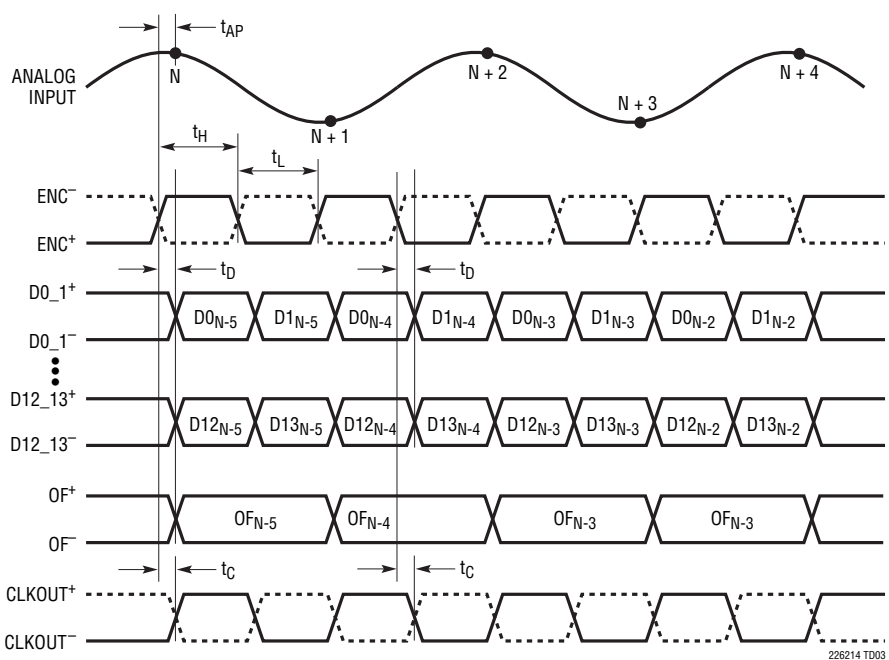 tAP
ANALOG
INPUT
N
N + 1
N + 2
N + 3
N + 4
tH
tL
ENC–
ENC+
tD
tD
D0_1+
D0N-5
D1N-5
D0N-4
D1N-4
D0N-3
D1N-3
D0N-2
D1N-2
D0_1–
D12_13+
D12N-5
D13N-5
D12N-4
D13N-4
D12N-3
D13N-3
D12N-2
D13N-2
D12_13–
OF+
OFN-5
OFN-4
OFN-3
OFN-3
OF–
tC
tC
CLKOUT+
CLKOUT–
226214 TD03